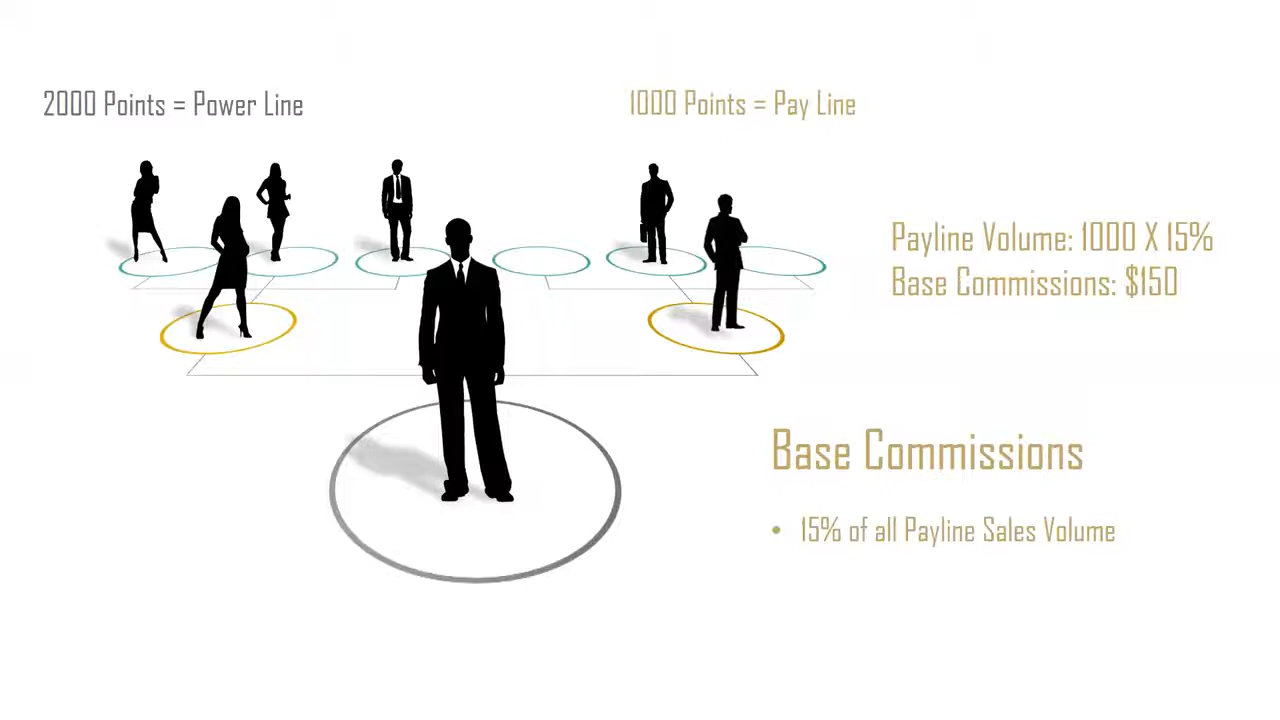 2000 Points = Power Line
1000 Points = Pay Line
Payline Volume: 1000 X 15%
Base Commissions: $150
Base Commissions
• 15% of all Payline Sales Volume